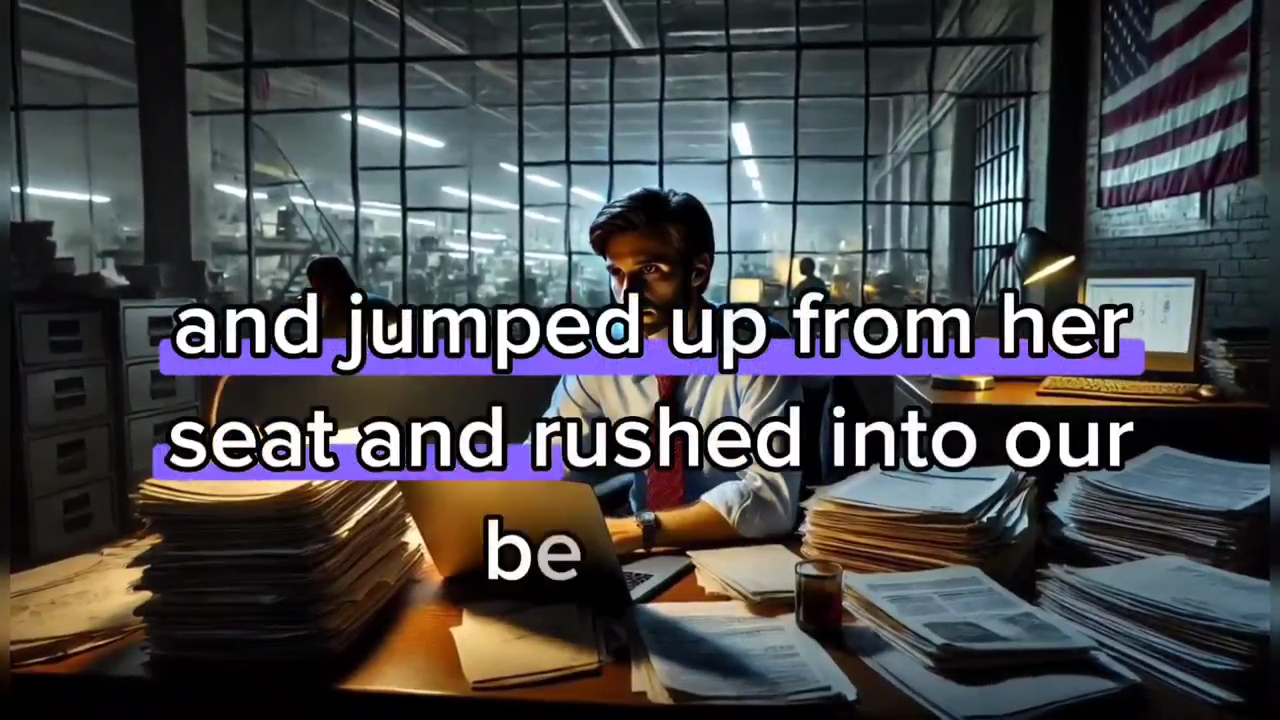 and jumped up from her
seat and rushed into our
be